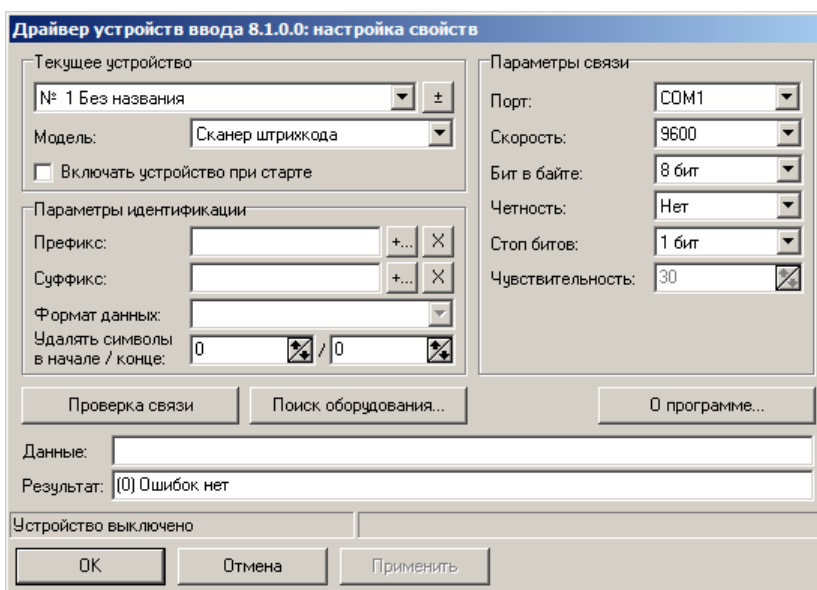 Драйвер устройств ввода 8.1.0.0: настройка свойств
Текущее устройство
№ 1 Без названия
±
Модель:
Сканер штрихкода
Включать устройство при старте
Параметры идентификации
Префикс:
+...
X
Суффикс:
+...
X
Формат данных:
Удалять символы
в начале / конце:
0
/
0
Параметры связи
Порт:
COM1
Скорость:
9600
Бит в байте:
8 бит
Четность:
Нет
Стоп битов:
1 бит
Чувствительность:
30
Проверка связи
Поиск оборудования...
О программе...
Данные:
Результат:
(0) Ошибок нет
Устройство выключено
OK
Отмена
Применить